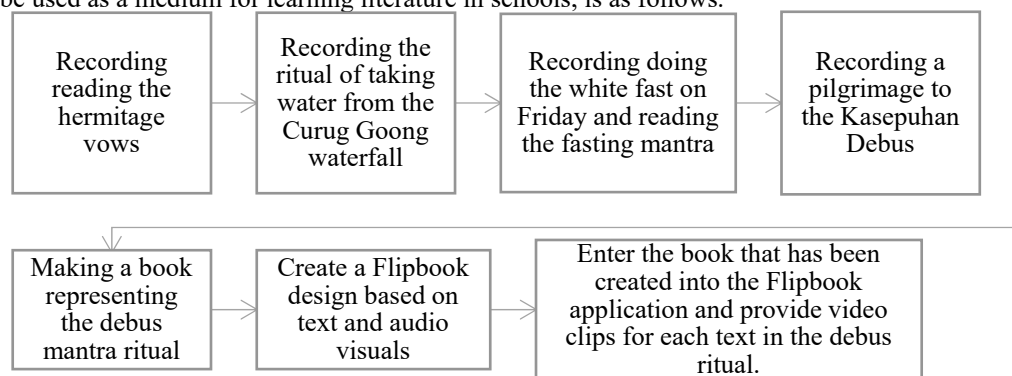 be used as a medium for learning literature in schools, is as follows:
Recording
reading the
hermitage
vows
Recording the
ritual of taking
water from the
Curug Goong
waterfall
Recording doing
the white fast on
Friday and reading
the fasting mantra
Recording a
pilgrimage to
the Kasepuhan
Debus
Making a book
representing
the debus
mantra ritual
Create a Flipbook
design based on
text and audio
visuals
Enter the book that has been
created into the Flipbook
application and provide video
clips for each text in the debus
ritual.